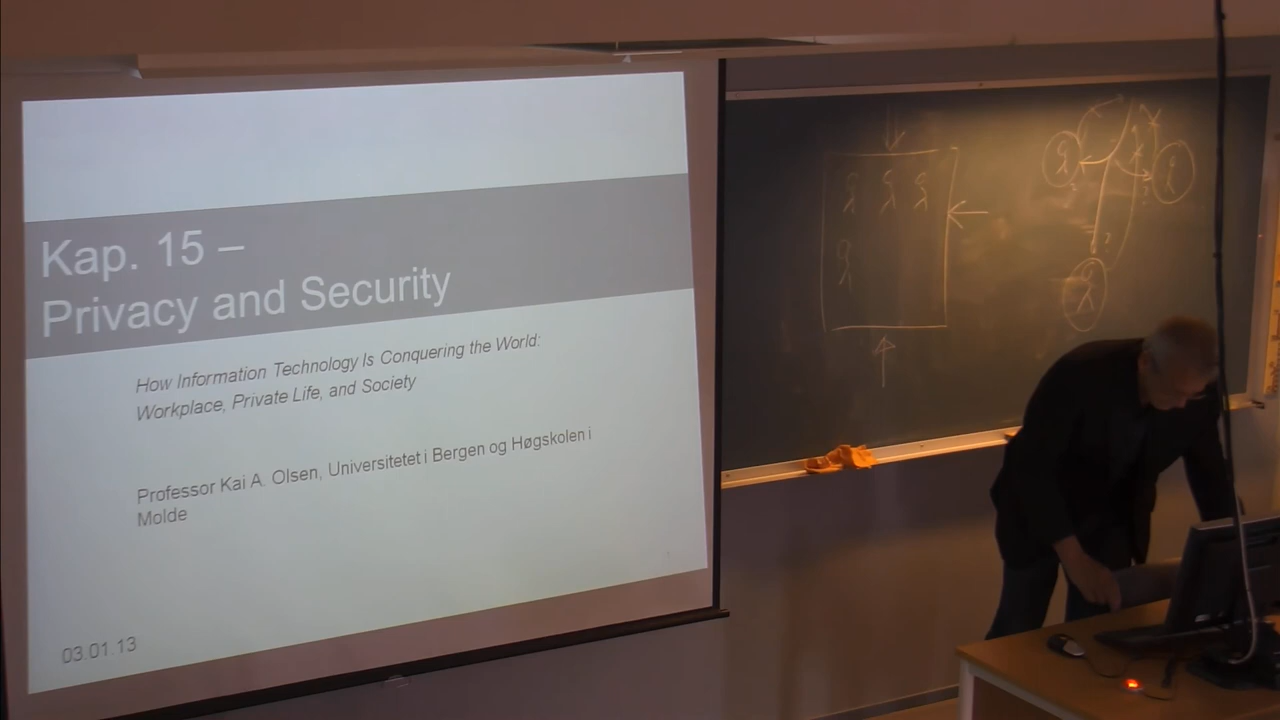 Kap. 15 –
Privacy and Security
How Information Technology Is Conquering the World:
Workplace, Private Life, and Society
Professor Kai A. Olsen, Universitetet i Bergen og Høgskolen i
Molde
03.01.13